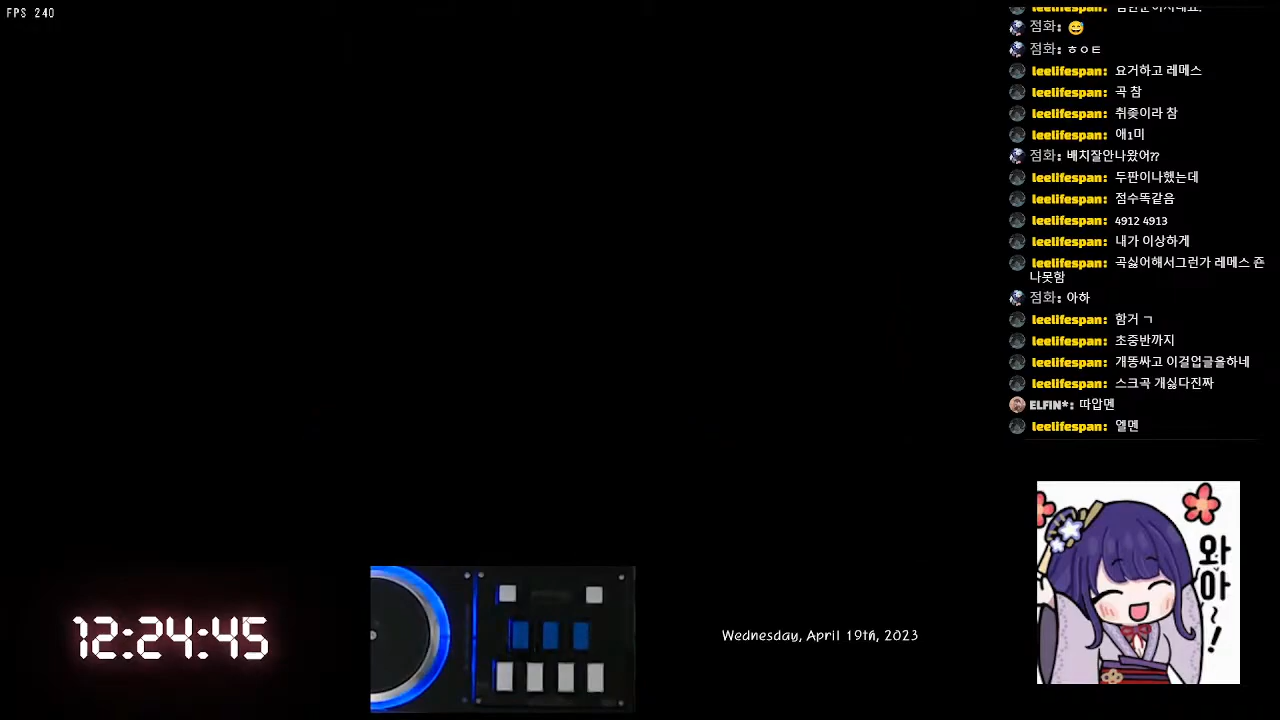 FPS 240
점화: 😅
점화: ㅎㅇㅌ
leelifespan: 요거하고 레메스
leelifespan: 곡 참
leelifespan: 취좆이라 참
leelifespan: 애1미
점화: 배치잘안나왔어??
leelifespan: 두판이나했는데
leelifespan: 점수똑같음
leelifespan: 4912 4913
leelifespan: 내가 이상하게
leelifespan: 곡싫어해서그런가 레메스 죤
나못함
점화: 아하
leelifespan: 함거 ㄱ
leelifespan: 초중반까지
leelifespan: 개똥싸고 이걸업글을하네
leelifespan: 스크곡 개싫다진짜
ELFIN*: 따압몐
leelifespan: 엘몐
와
아~!
12:24:45
Wednesday, April 19th, 2023